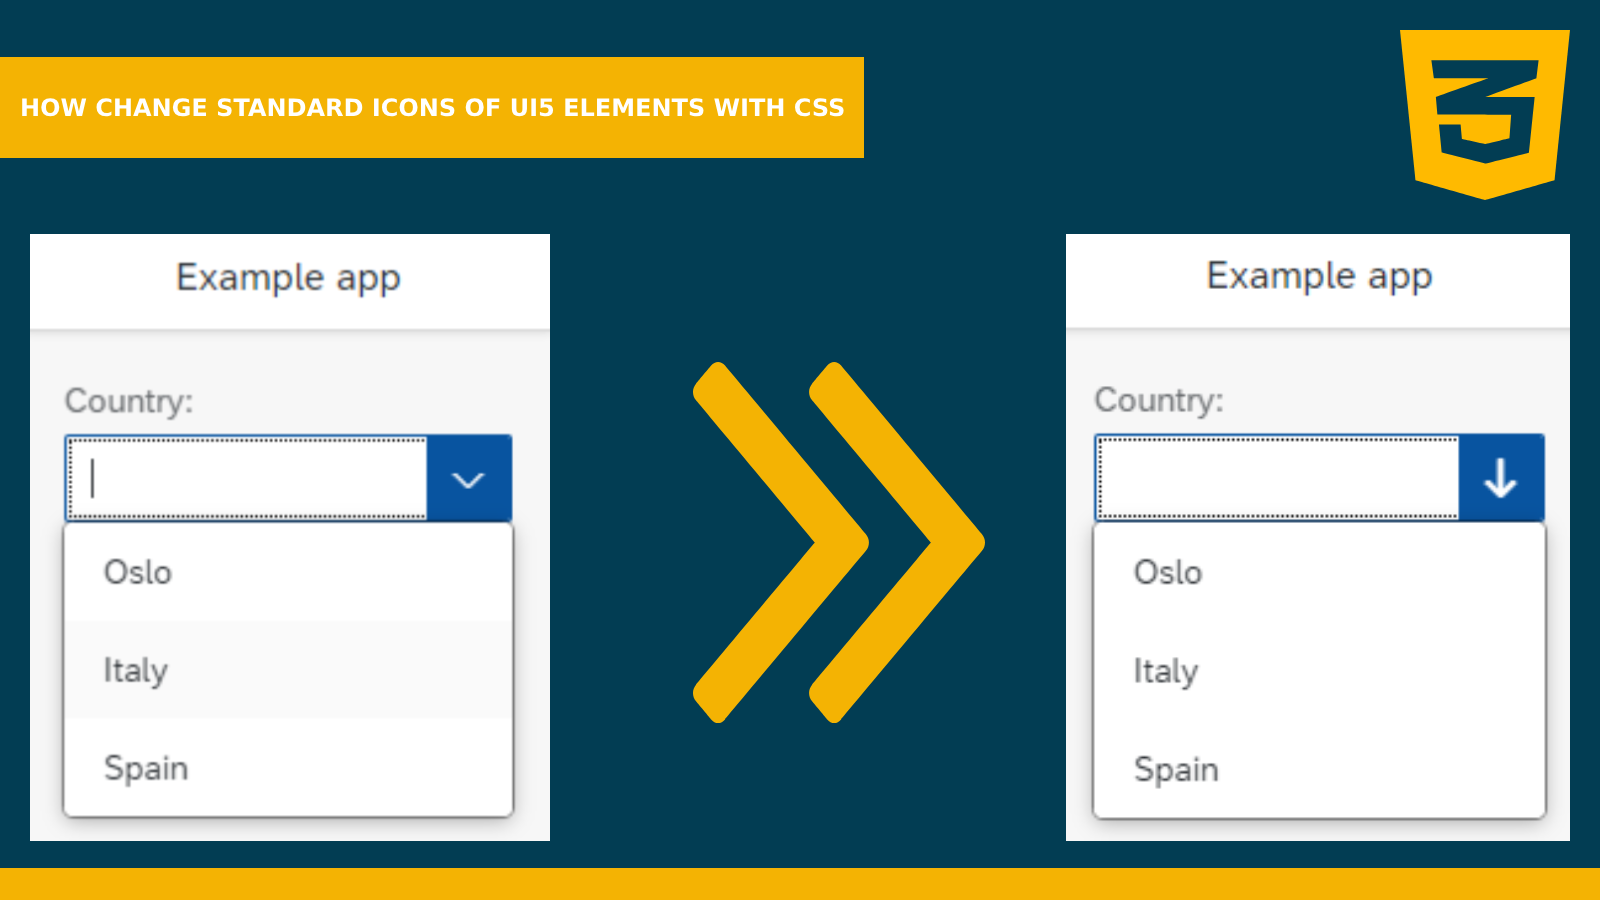 HOW CHANGE STANDARD ICONS OF UI5 ELEMENTS WITH CSS
Example app
Country:
Oslo
Italy
Spain
Example app
Country:
Oslo
Italy
Spain